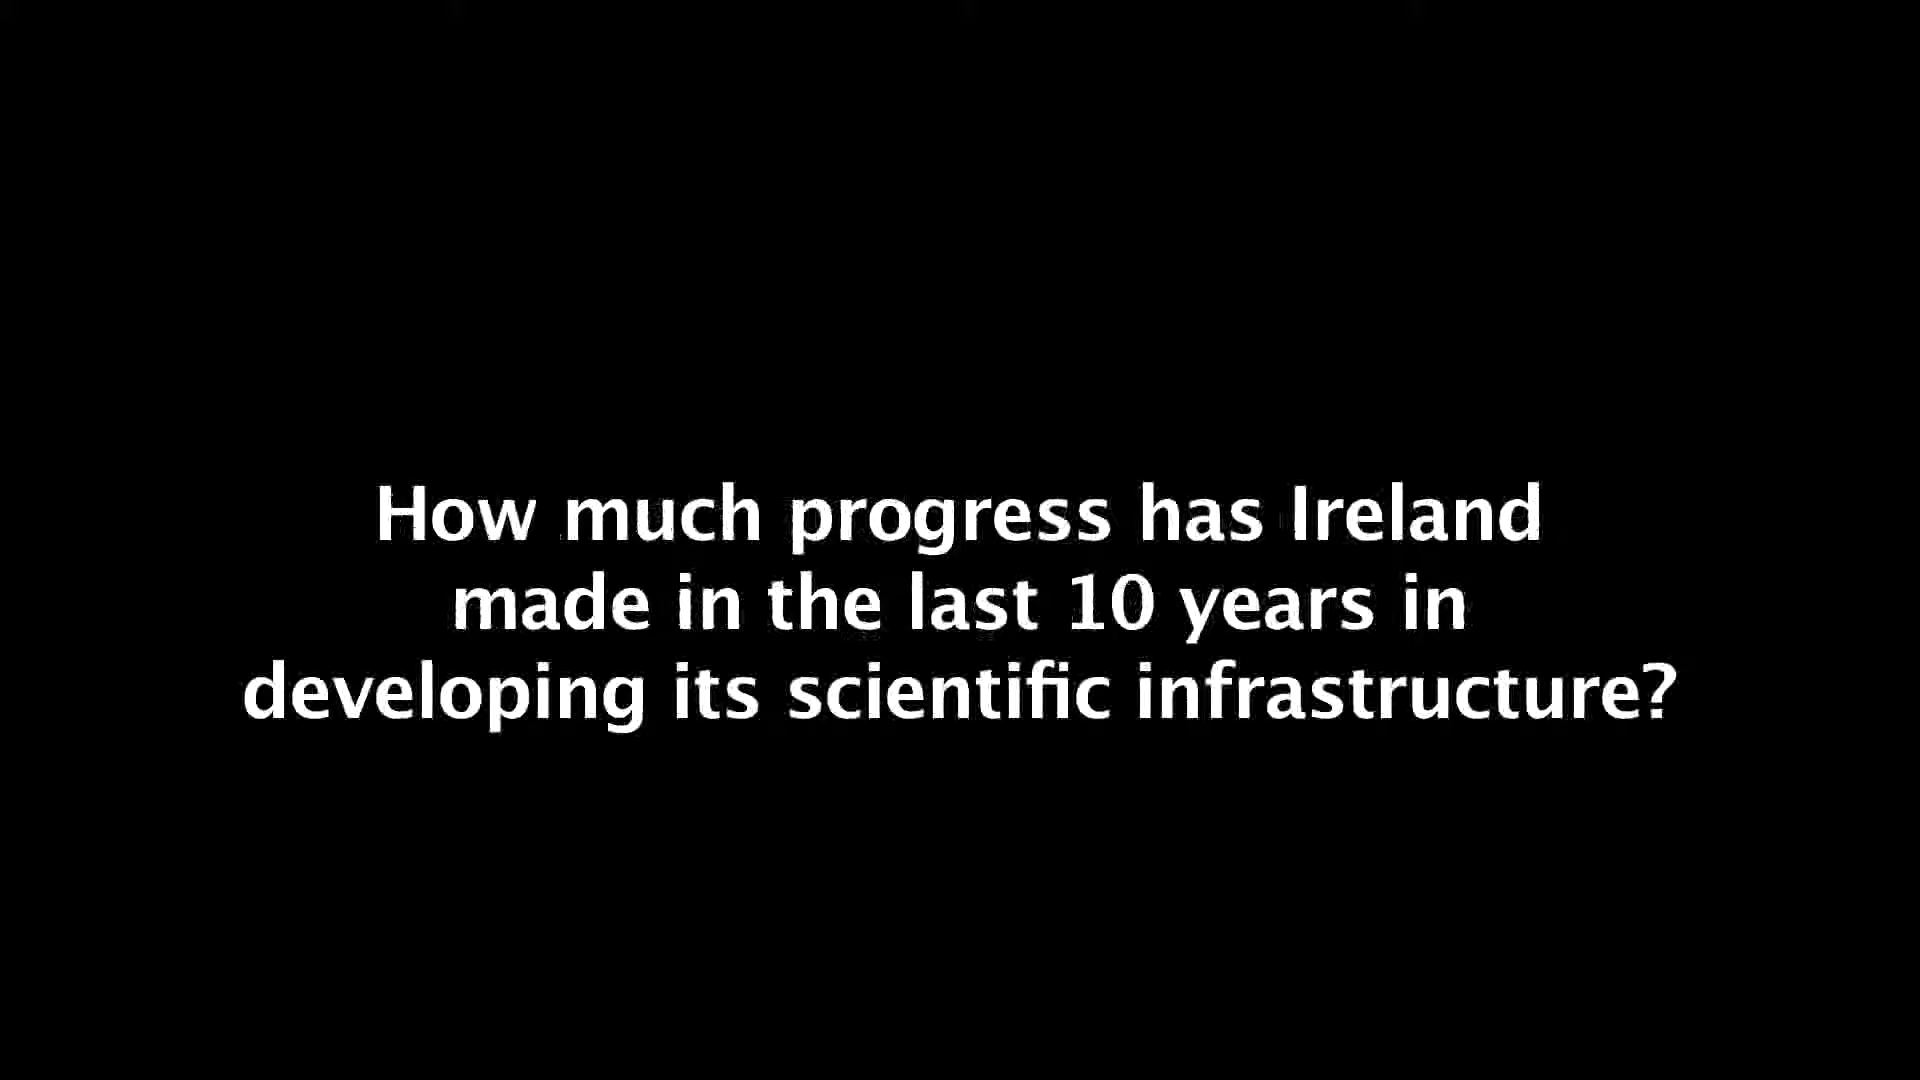 How much progress has Ireland
made in the last 10 years in
developing its scientific infrastructure?